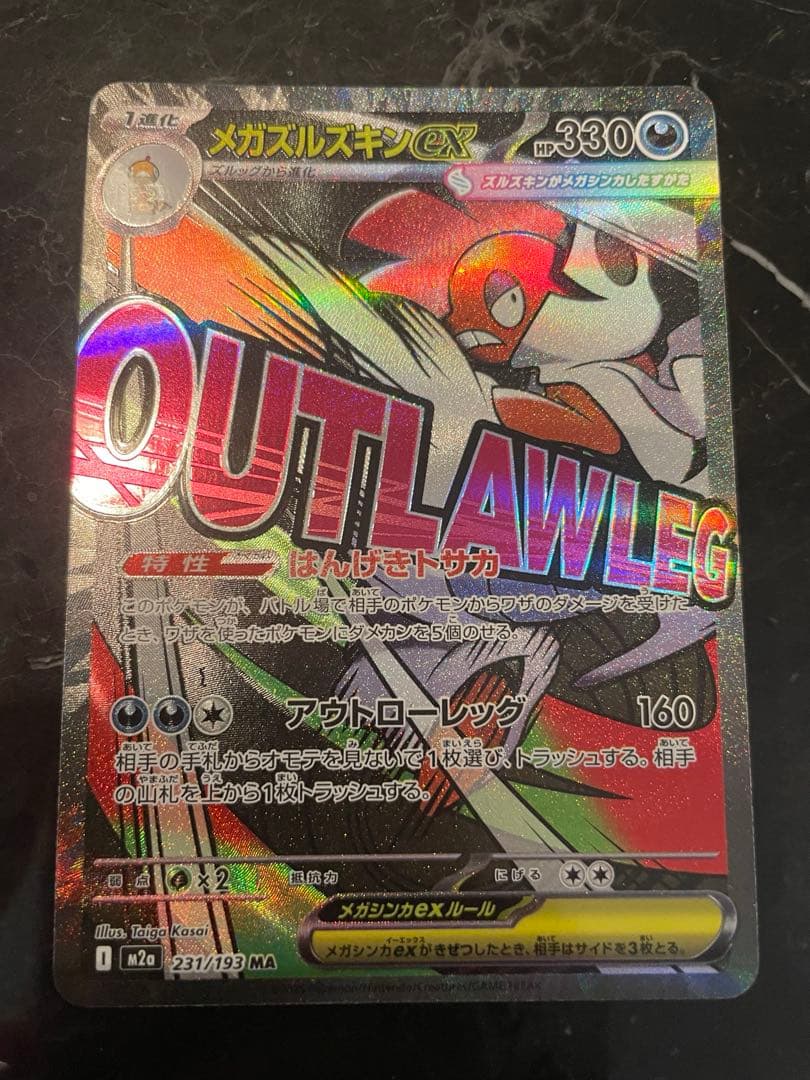 1進化
メガズルズキンex
HP330
ズルッグから進化
ズルズキンがメガシンカしたすがた
OUTLAW LEG
特性
はんげきトサカ
このポケモンが、バトル場で相手のポケモンからワザのダメージを受けた
とき、ワザを使ったポケモンにダメカンを5個のせる。
アウトローレッグ 160
相手の手札からオモテを見ないで1枚選び、トラッシュする。相手
の山札を上から1枚トラッシュする。
弱点 ×2 抵抗力 にげる
メガシンカexルール
メガシンカexがきぜつしたとき、相手はサイドを3枚とる。
Illus. Taiga Kasai
I M2a 231/193 MA